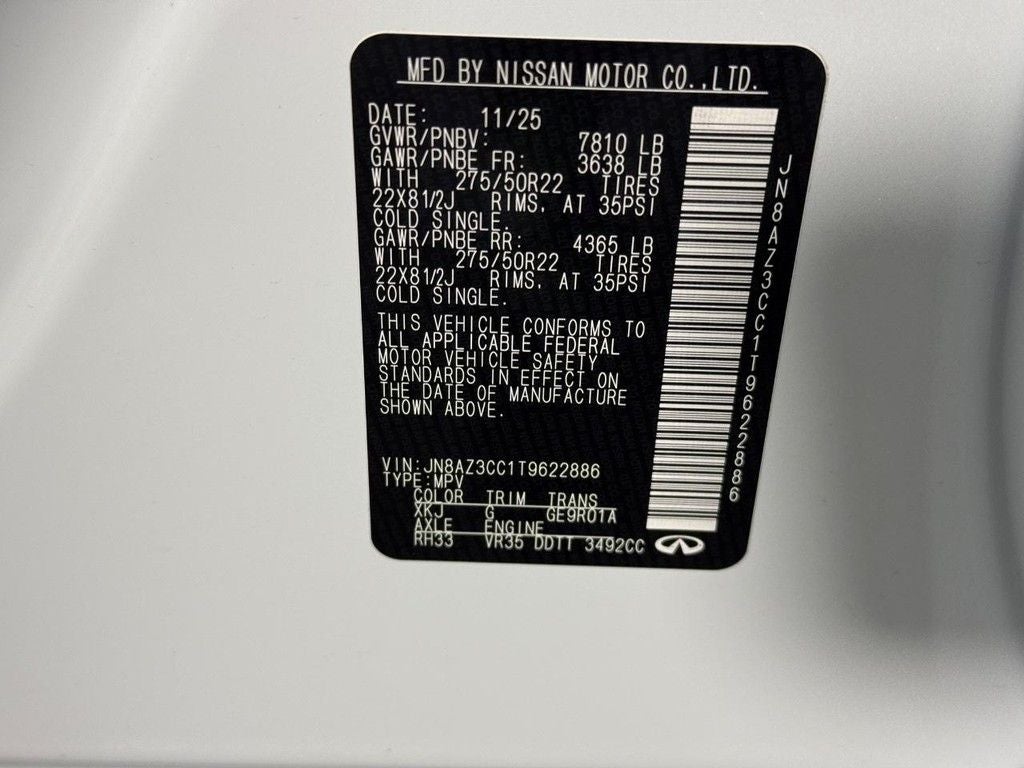 MFD BY NISSAN MOTOR CO.,LTD.
DATE: 11/25
GVWR/PNBV: 7810 LB
GAWR/PNBE FR: 3638 LB
WITH 275/50R22 TIRES
22X81/2J RIMS, AT 35PSI
COLD SINGLE.
GAWR/PNBE RR: 4365 LB
WITH 275/50R22 TIRES
22X81/2J RIMS, AT 35PSI
COLD SINGLE.
THIS VEHICLE CONFORMS TO
ALL APPLICABLE FEDERAL
MOTOR VEHICLE SAFETY
STANDARDS IN EFFECT ON
THE DATE OF MANUFACTURE
SHOWN ABOVE.
VIN:JN8AZ3CC1T9622886
TYPE:MPV
COLOR TRIM TRANS
XKJ G GE9R01A
AXLE ENGINE
RH33 VR35 DDTT 3492CC
JN8AZ3CC1T9622886